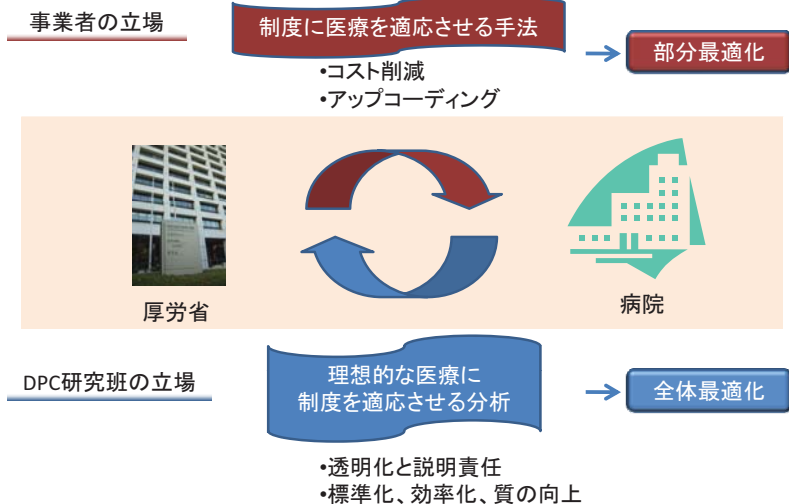 事業者の立場
制度に医療を適応させる手法
部分最適化
•コスト削減
•アップコーディング
厚労省
病院
DPC研究班の立場
理想的な医療に
制度を適応させる分析
全体最適化
•透明化と説明責任
•標準化、効率化、質の向上